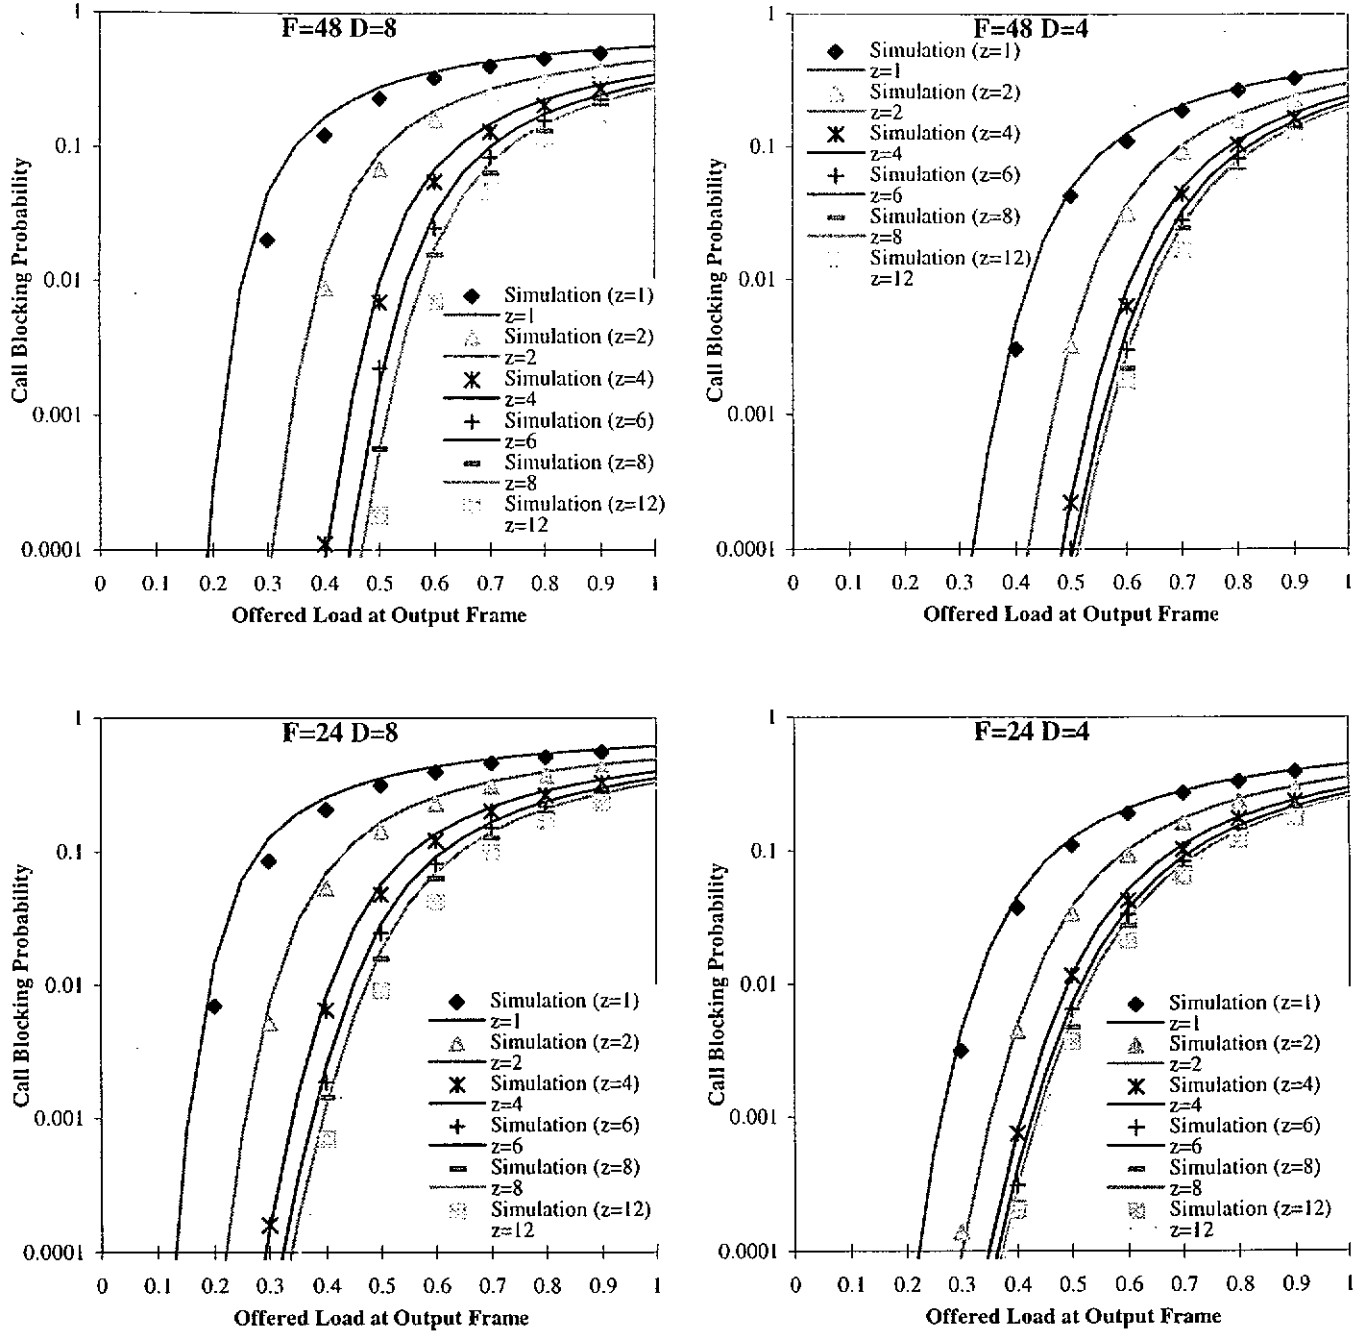 F=48 D=8
Call Blocking Probability
1
0.1
0.01
0.001
0.0001
Simulation (z=1)
z=1
Simulation (z=2)
z=2
Simulation (z=4)
z=4
Simulation (z=6)
z=6
Simulation (z=8)
z=8
Simulation (z=12)
z=12
0 0.1 0.2 0.3 0.4 0.5 0.6 0.7 0.8 0.9 1
Offered Load at Output Frame
F=48 D=4
Call Blocking Probability
1
0.1
0.01
0.001
0.0001
Simulation (z=1)
z=1
Simulation (z=2)
z=2
Simulation (z=4)
z=4
Simulation (z=6)
z=6
Simulation (z=8)
z=8
Simulation (z=12)
z=12
0 0.1 0.2 0.3 0.4 0.5 0.6 0.7 0.8 0.9 1
Offered Load at Output Frame
F=24 D=8
Call Blocking Probability
1
0.1
0.01
0.001
0.0001
Simulation (z=1)
z=1
Simulation (z=2)
z=2
Simulation (z=4)
z=4
Simulation (z=6)
z=6
Simulation (z=8)
z=8
Simulation (z=12)
z=12
0 0.1 0.2 0.3 0.4 0.5 0.6 0.7 0.8 0.9 1
Offered Load at Output Frame
F=24 D=4
Call Blocking Probability
1
0.1
0.01
0.001
0.0001
Simulation (z=1)
z=1
Simulation (z=2)
z=2
Simulation (z=4)
z=4
Simulation (z=6)
z=6
Simulation (z=8)
z=8
Simulation (z=12)
z=12
0 0.1 0.2 0.3 0.4 0.5 0.6 0.7 0.8 0.9 1
Offered Load at Output Frame